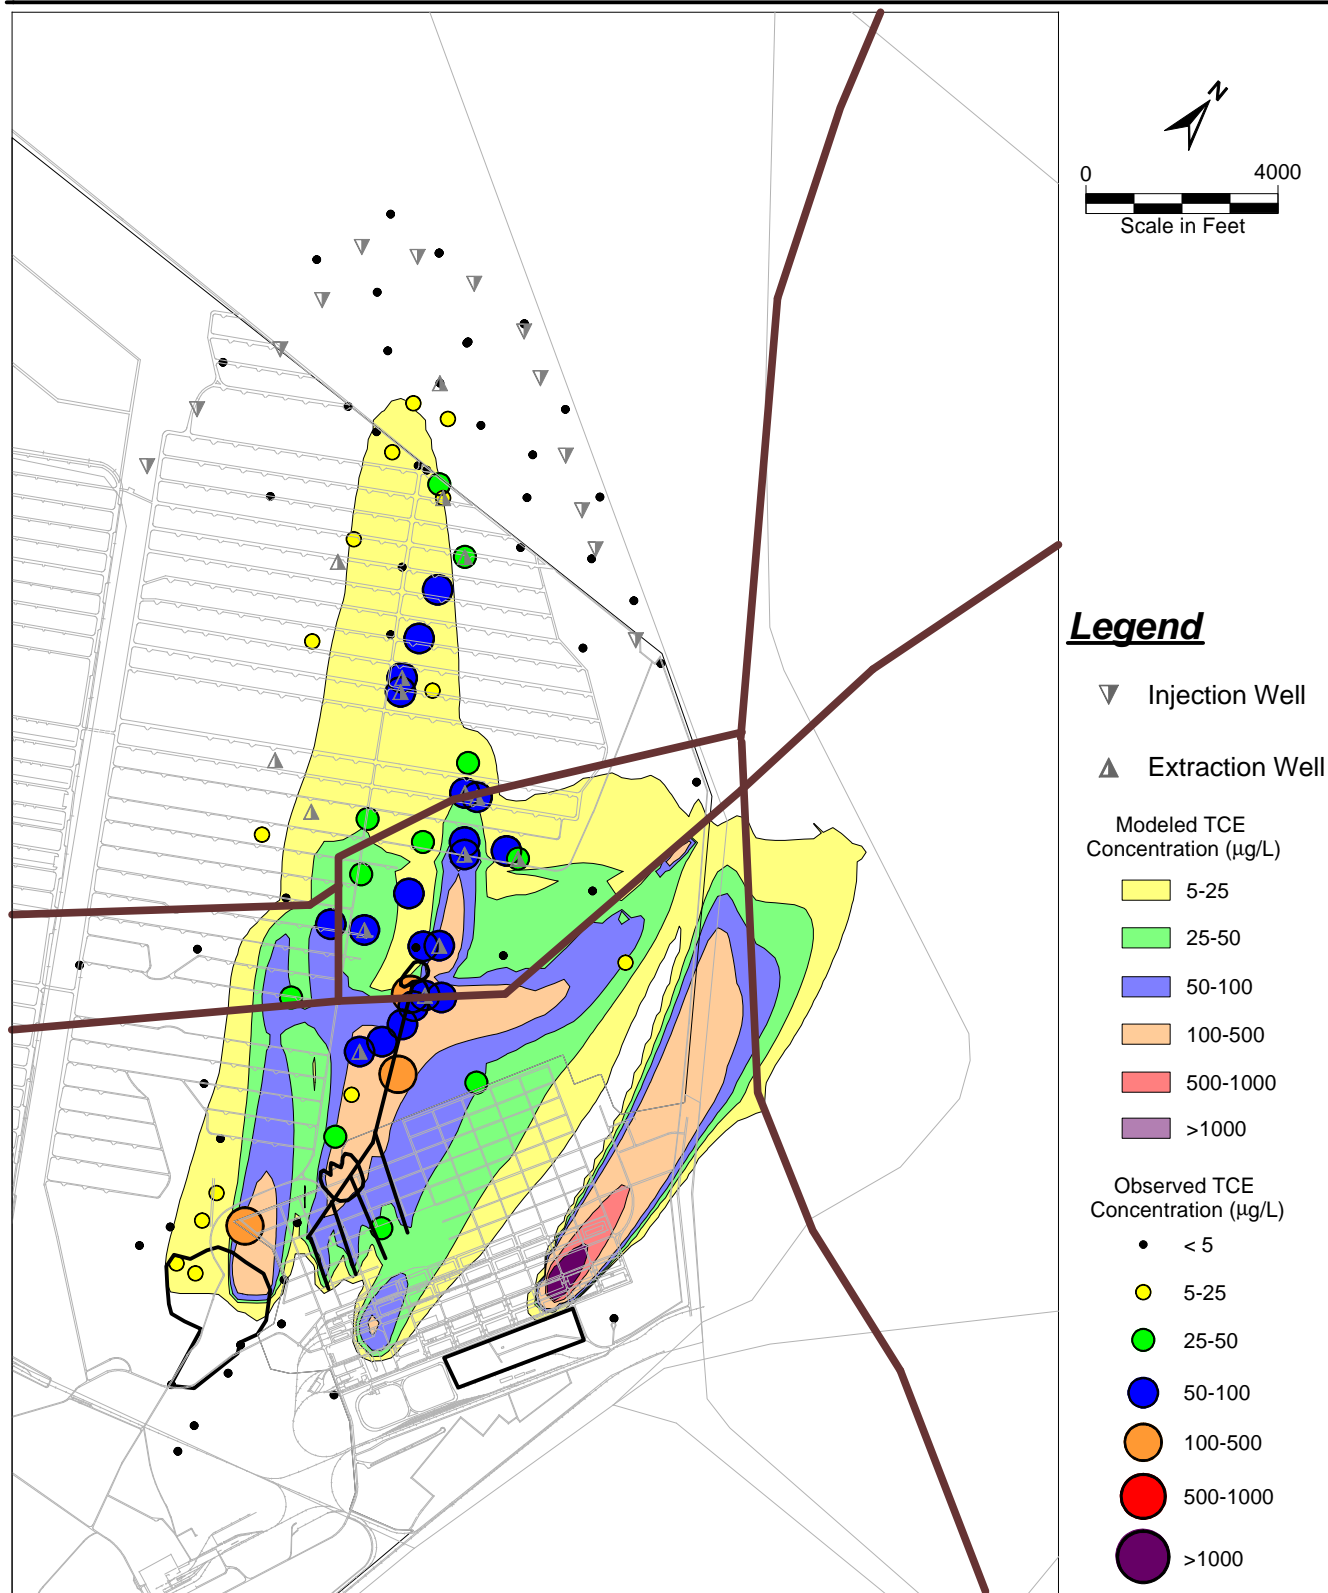 N
0 4000
Scale in Feet
Legend
Injection Well
Extraction Well
Modeled TCE
Concentration (µg/L)
5-25
25-50
50-100
100-500
500-1000
>1000
Observed TCE
Concentration (µg/L)
< 5
5-25
25-50
50-100
100-500
500-1000
>1000